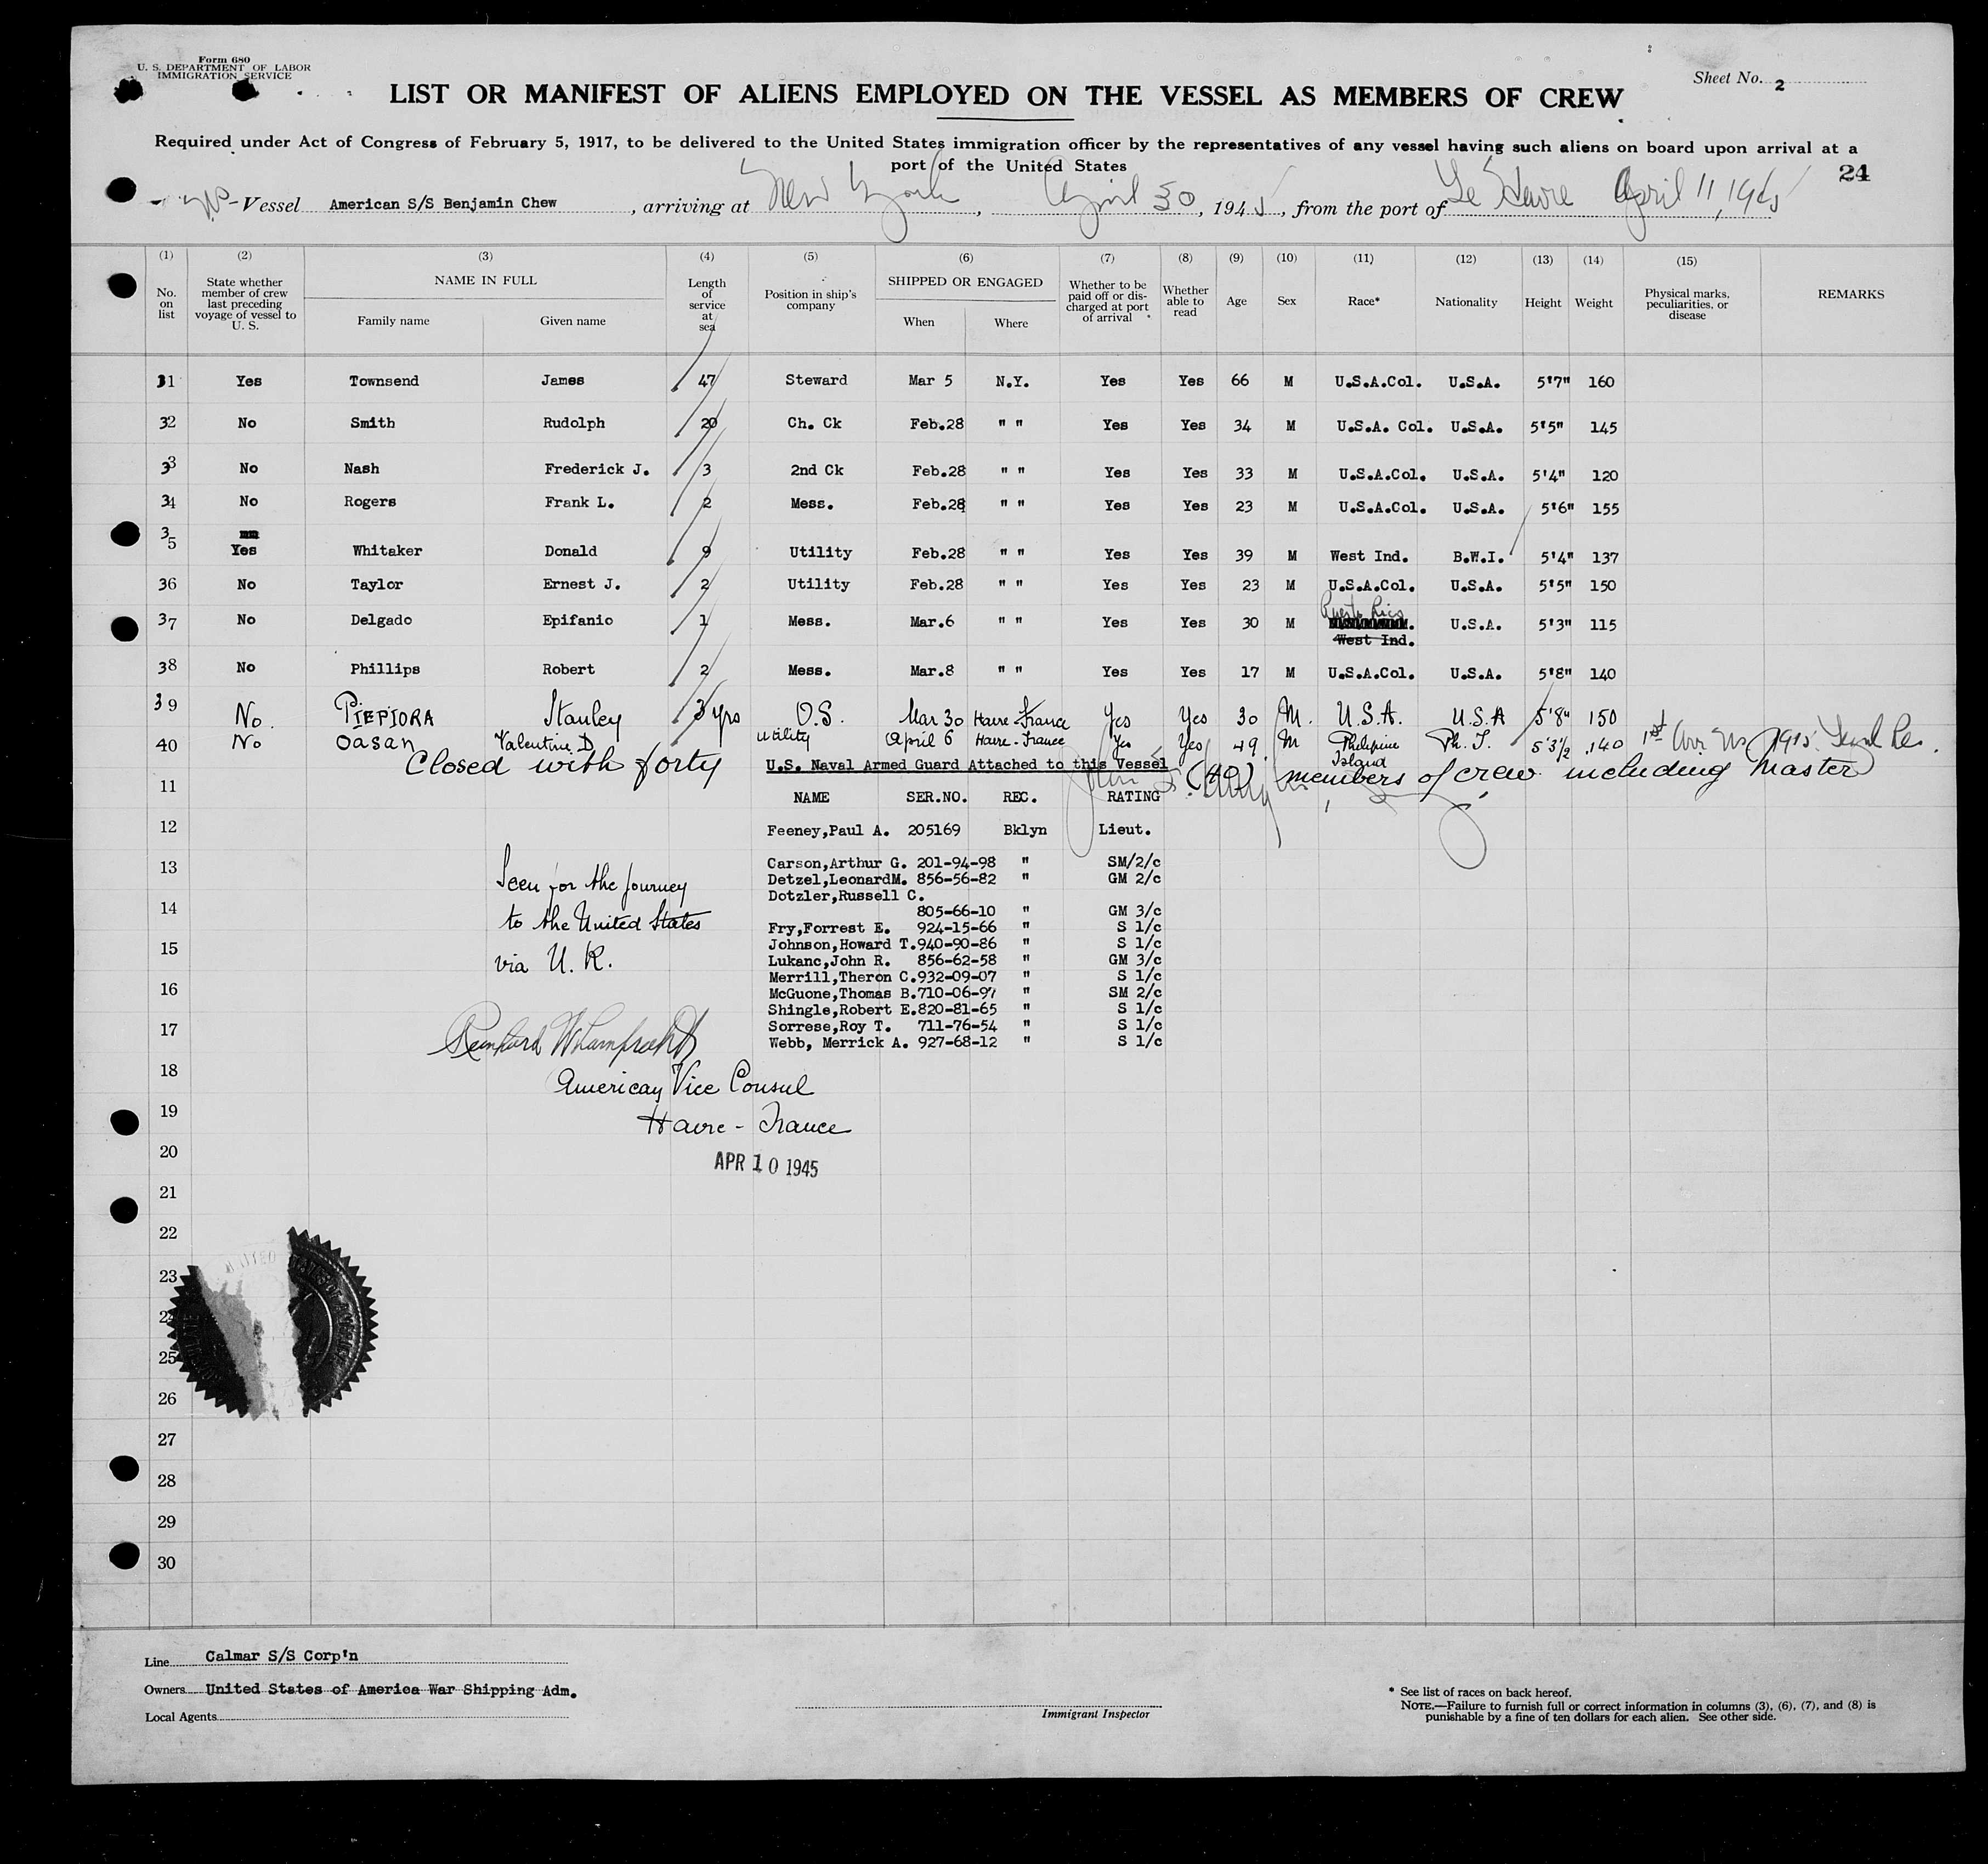 Form 680
U. S. DEPARTMENT OF LABOR
IMMIGRATION SERVICE
Sheet No. 2
LIST OR MANIFEST OF ALIENS EMPLOYED ON THE VESSEL AS MEMBERS OF CREW
Required under Act of Congress of February 5, 1917, to be delivered to the United States immigration officer by the representatives of any vessel having such aliens on board upon arrival at a
port of the United States
24
Vessel American S/S Benjamin Chew, arriving at New York, April 30, 1945, from the port of Le Havre April 11, 1945
(1) (2) (3) (4) (5) (6) (7) (8) (9) (10) (11) (12) (13) (14) (15)
No. on list
State whether member of crew last preceding voyage of vessel to U. S.
NAME IN FULL
Family name
Given name
Length of service at sea
Position in ship's company
SHIPPED OR ENGAGED
When
Where
Whether to be paid off or discharged at port of arrival
Whether able to read
Age
Sex
Race*
Nationality
Height
Weight
Physical marks, peculiarities, or disease
REMARKS
31 Yes Townsend James 47 Steward Mar 5 N.Y. Yes Yes 66 M U.S.A.Col. U.S.A. 5'7" 160
32 No Smith Rudolph 20 Ch. Ck Feb.28 " " Yes Yes 34 M U.S.A. Col. U.S.A. 5'5" 145
33 No Nash Frederick J. 3 2nd Ck Feb.28 " " Yes Yes 33 M U.S.A.Col. U.S.A. 5'4" 120
34 No Rogers Frank L. 2 Mess. Feb.28 " " Yes Yes 23 M U.S.A.Col. U.S.A. 5'6" 155
35 Yes Whitaker Donald 9 Utility Feb.28 " " Yes Yes 39 M West Ind. B.W.I. 5'4" 137
36 No Taylor Ernest J. 2 Utility Feb.28 " " Yes Yes 23 M U.S.A.Col. U.S.A. 5'5" 150
37 No Delgado Epifanio 1 Mess. Mar.6 " " Yes Yes 30 M Puerto Rico West Ind. U.S.A. 5'3" 115
38 No Phillips Robert 2 Mess. Mar.8 " " Yes Yes 17 M U.S.A.Col. U.S.A. 5'8" 140
39 No. PIEPIORA Stanley 3 yrs O.S. Mar 30 Havre France Yes Yes 30 M. U.S.A. U.S.A 5'8" 150
40 No Oasan Valentine D Utility April 6 Havre-France Yes Yes 49 M Philipine Island Ph. I. 5'3½ 140 1st Arr. US 1915
Closed with forty (40) members of crew including Master
U.S. Naval Armed Guard Attached to this Vessel
11
NAME SER.NO. REC. RATING
12
Feeney,Paul A. 205169 Bklyn Lieut.
13
Carson,Arthur G. 201-94-98 " SM/2/c
Detzel,LeonardM. 856-56-82 " GM 2/c
Dotzler,Russell C.
14
805-66-10 " GM 3/c
Fry,Forrest E. 924-15-66 " S 1/c
15
Johnson,Howard T.940-90-86 " S 1/c
Lukanc,John R. 856-62-58 " GM 3/c
Merrill,Theron C.932-09-07 " S 1/c
16
McGuone,Thomas B.710-06-97 " SM 2/c
Shingle,Robert E.820-81-65 " S 1/c
17
Sorrese,Roy T. 711-76-54 " S 1/c
Webb, Merrick A. 927-68-12 " S 1/c
Seen for the journey
to the United States
via U. K.
18
American Vice Consul
19
Havre - France
20
APR 10 1945
21
22
23
24
25
26
27
28
29
30
Line Calmar S/S Corp'n
Owners United States of America War Shipping Adm.
Local Agents
Immigrant Inspector
* See list of races on back hereof.
NOTE.—Failure to furnish full or correct information in columns (3), (6), (7), and (8) is
punishable by a fine of ten dollars for each alien. See other side.